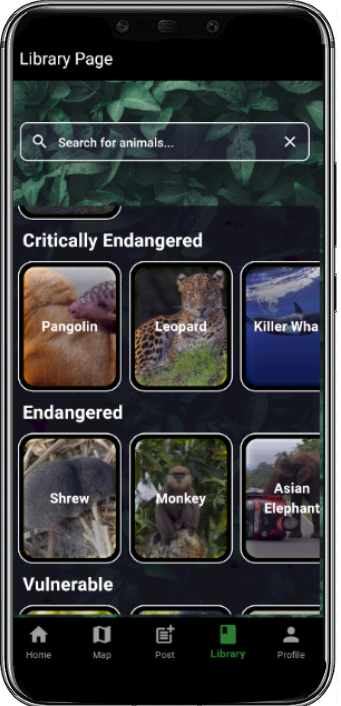 Library Page
Search for animals...
Critically Endangered
Pangolin
Leopard
Killer Wha
Endangered
Shrew
Monkey
Asian
Elephant
Vulnerable
Home
Map
Post
Library
Profile